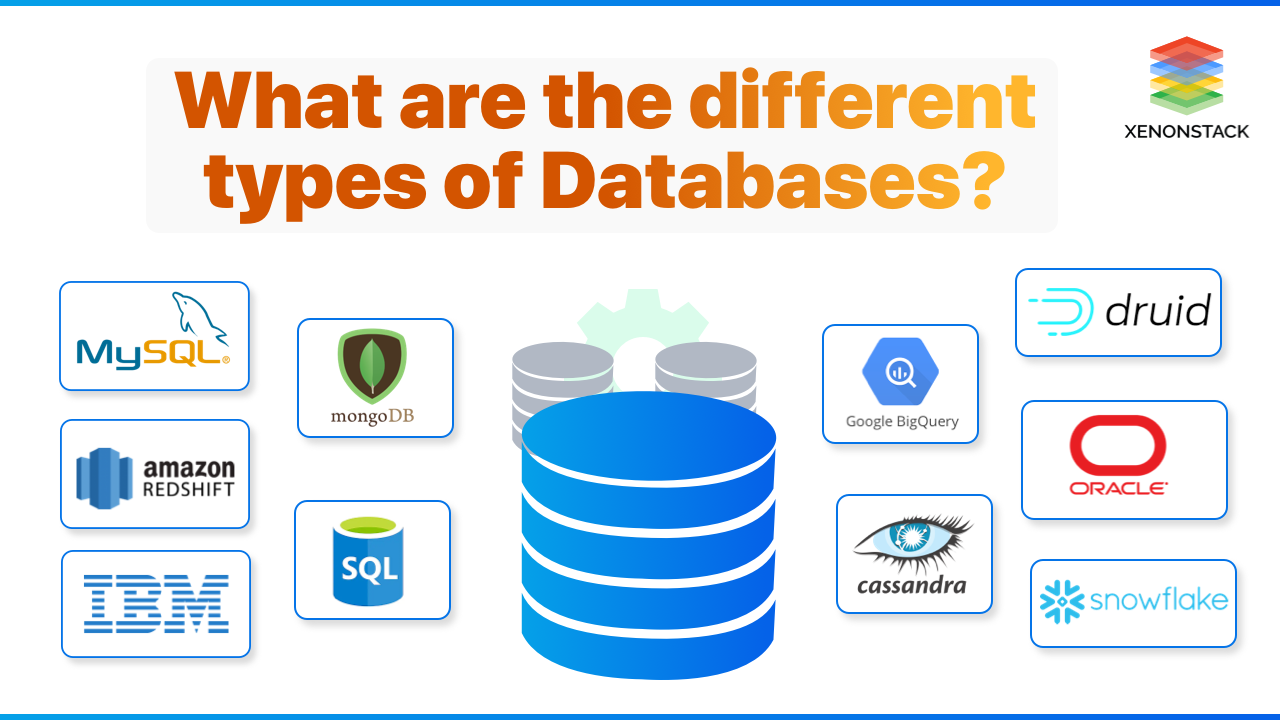 What are the different
types of Databases?
XENONSTACK
MySQL®
mongoDB
Google BigQuery
druid
amazon
REDSHIFT
SQL
cassandra
ORACLE®
IBM
snowflake